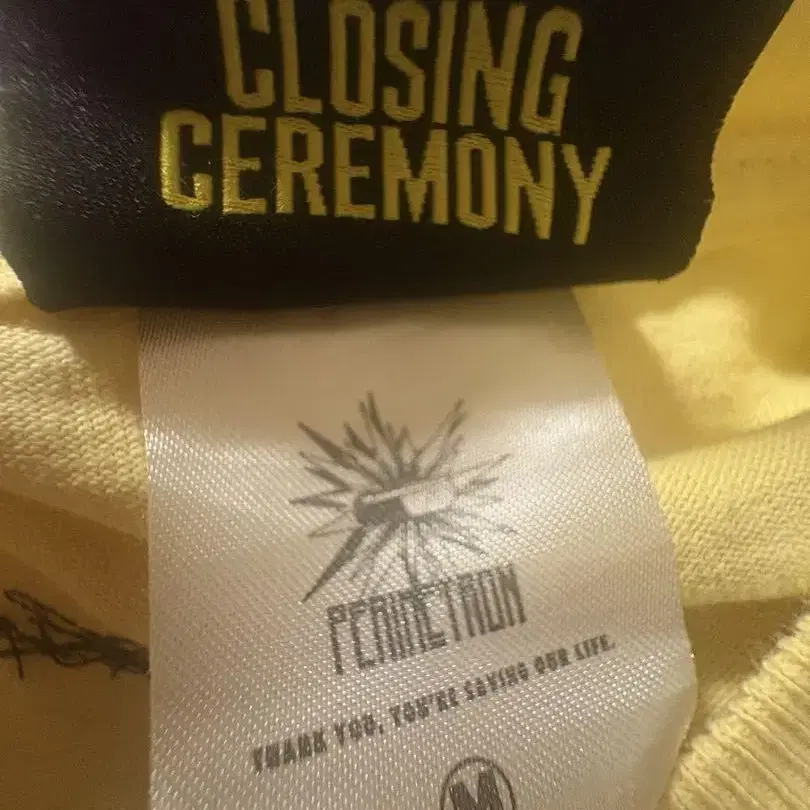 CLOSING
CEREMONY
PERIMETRON
THANK YOU, YOU'RE SAVING OUR LIFE.
M